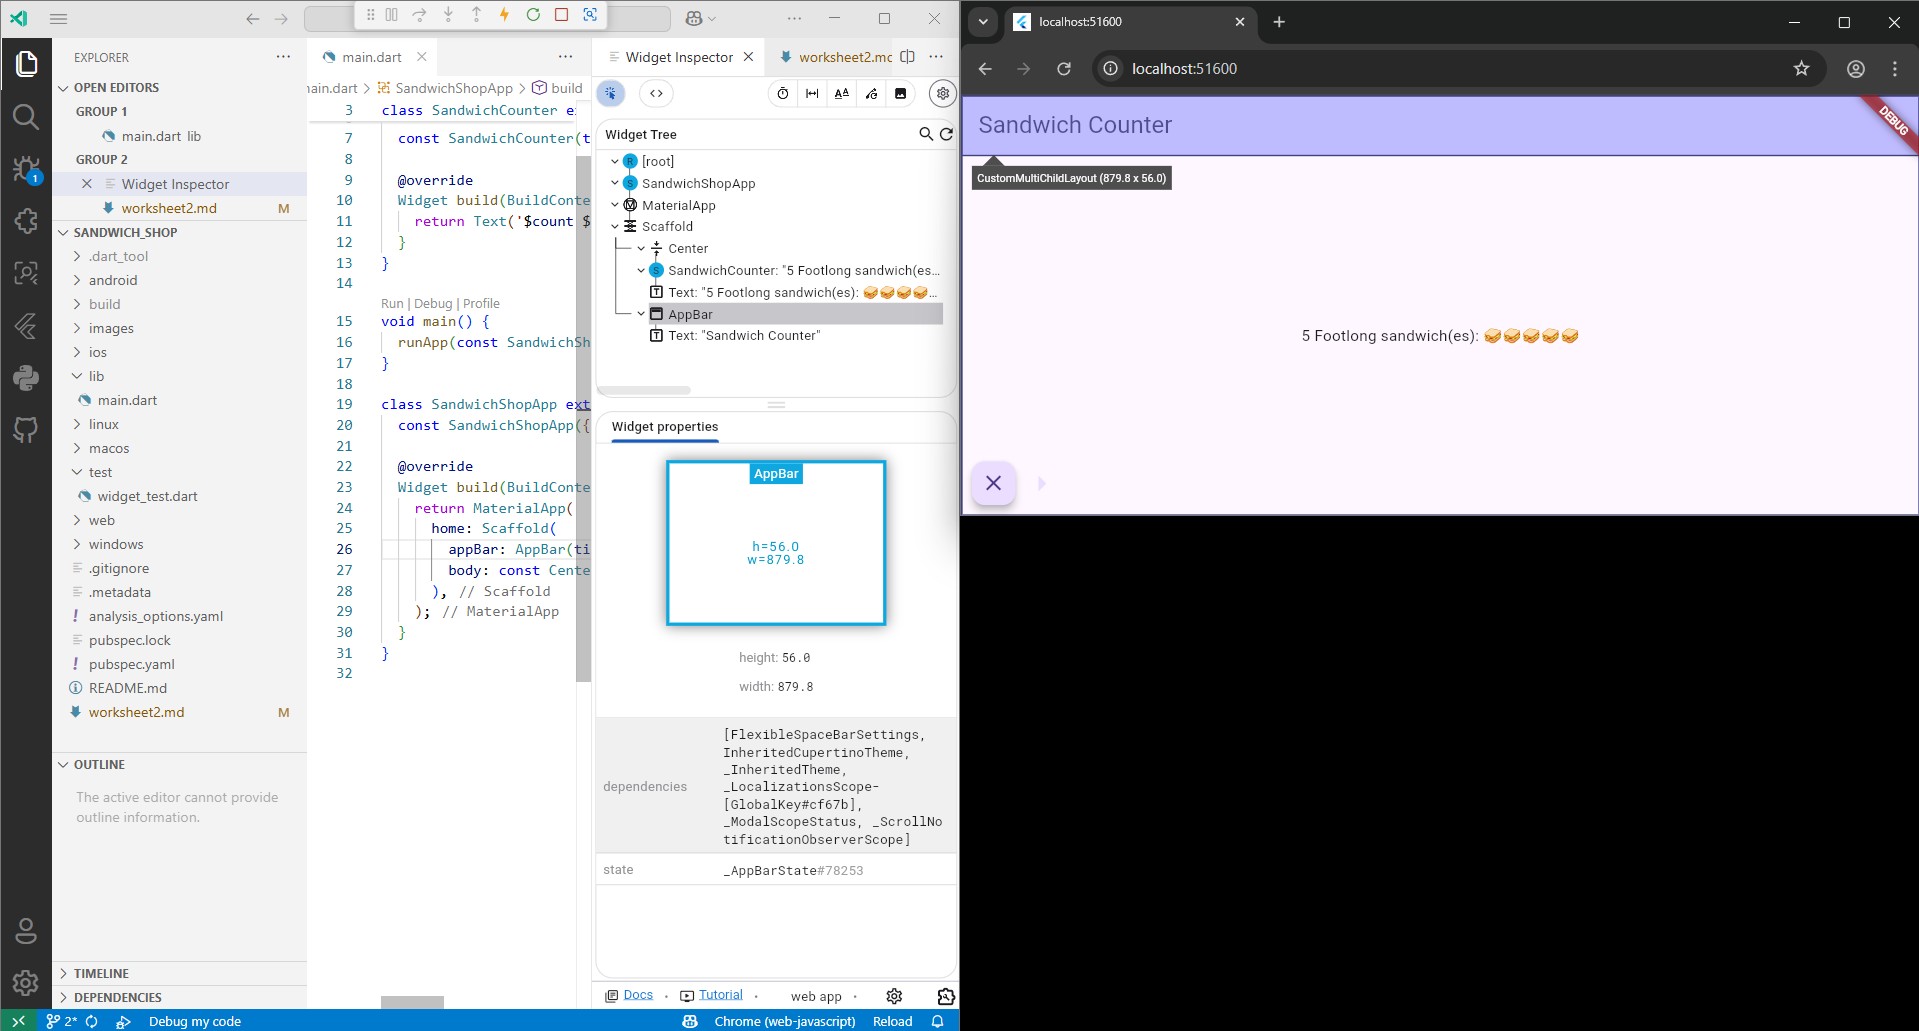 main.dart
Widget Inspector
worksheet2.mc
EXPLORER
OPEN EDITORS
GROUP 1
main.dart lib
GROUP 2
Widget Inspector
worksheet2.md M
SANDWICH_SHOP
.dart_tool
android
build
images
ios
lib
main.dart
linux
macos
test
widget_test.dart
web
windows
.gitignore
.metadata
analysis_options.yaml
pubspec.lock
pubspec.yaml
README.md
worksheet2.md M
OUTLINE
The active editor cannot provide
outline information.
TIMELINE
DEPENDENCIES
1
nain.dart > SandwichShopApp > build
3 class SandwichCounter e
7 const SandwichCounter(t
8
9 @override
10 Widget build(BuildConte
11 return Text('$count $
12 }
13 }
14
Run | Debug | Profile
15 void main() {
16 runApp(const SandwichSh
17 }
18
19 class SandwichShopApp ext
20 const SandwichShopApp({
21
22 @override
23 Widget build(BuildConte
24 return MaterialApp(
25 home: Scaffold(
26 appBar: AppBar(ti
27 body: const Cente
28 ), // Scaffold
29 ); // MaterialApp
30 }
31 }
32
Widget Tree
[root]
SandwichShopApp
MaterialApp
Scaffold
Center
SandwichCounter: "5 Footlong sandwich(es...
Text: "5 Footlong sandwich(es): 🥪🥪🥪🥪...
AppBar
Text: "Sandwich Counter"
Widget properties
AppBar
h=56.0
w=879.8
height: 56.0
width: 879.8
dependencies
[FlexibleSpaceBarSettings,
InheritedCupertinoTheme,
_InheritedTheme,
_LocalizationsScope-
[GlobalKey#cf67b],
_ModalScopeStatus, _ScrollNo
tificationObserverScope]
state
_AppBarState#78253
Docs
Tutorial
web app
2*
Debug my code
Chrome (web-javascript)
Reload
localhost:51600
localhost:51600
Sandwich Counter
DEBUG
CustomMultiChildLayout (879.8 x 56.0)
5 Footlong sandwich(es): 🥪🥪🥪🥪🥪